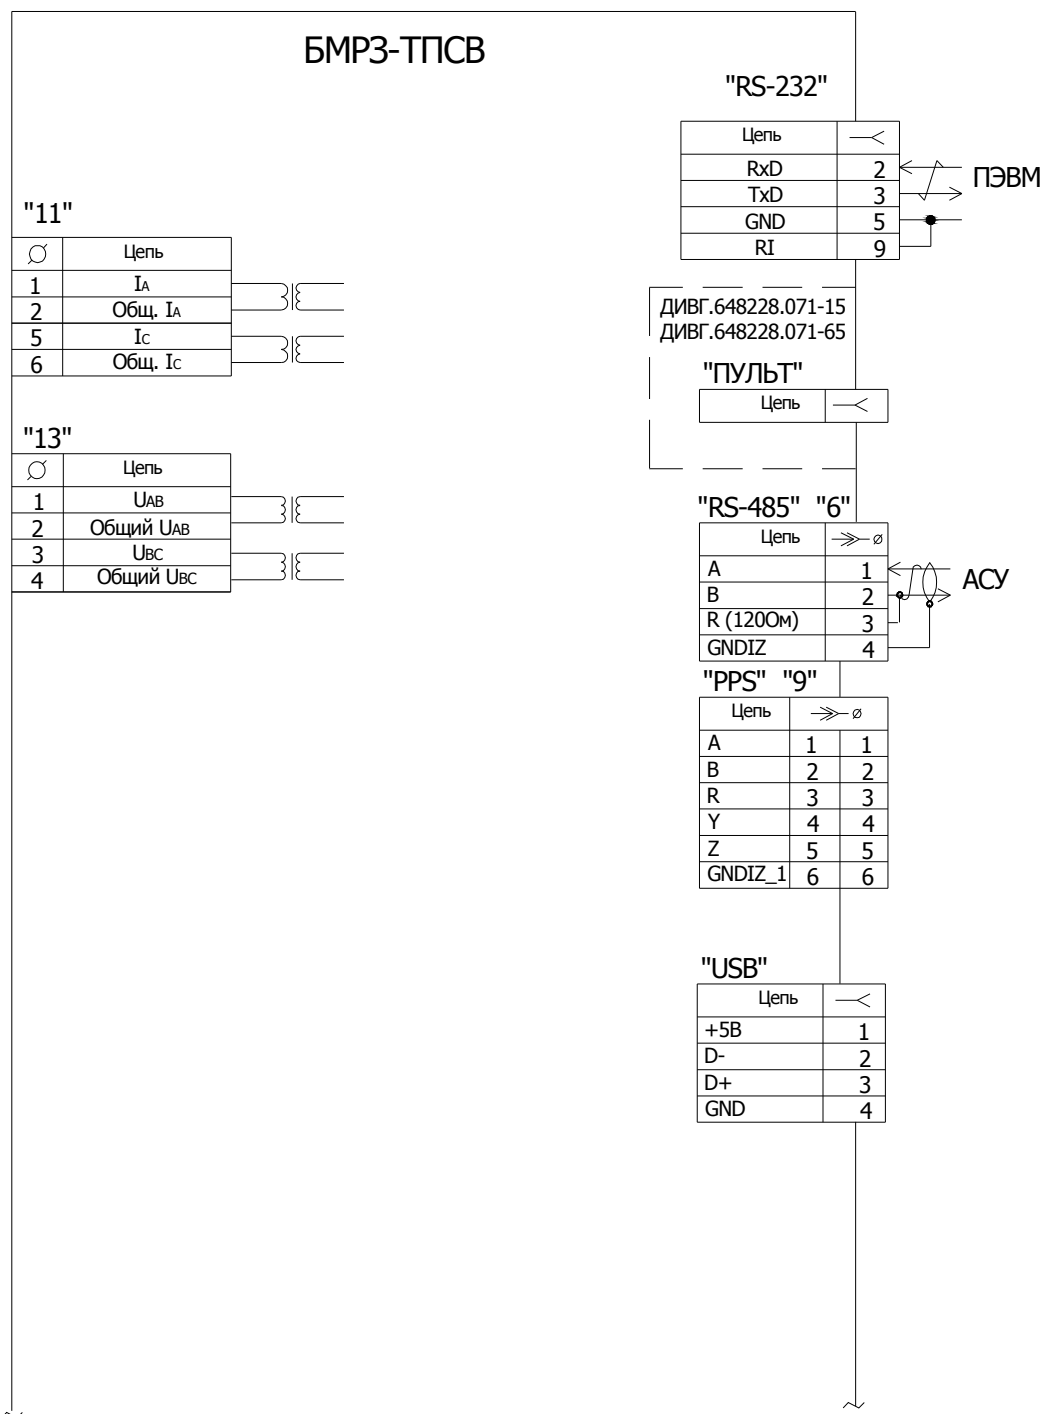 БМРЗ-ТПСВ
"11"
Ø Цепь
1 IA
2 Общ. IA
5 IC
6 Общ. IC
"13"
Ø Цепь
1 UAB
2 Общий UAB
3 UBC
4 Общий UBC
"RS-232"
Цепь
RxD 2
TxD 3
GND 5
RI 9
ПЭВМ
ДИВГ.648228.071-15
ДИВГ.648228.071-65
"ПУЛЬТ"
Цепь
"RS-485" "6"
Цепь ø
A 1
B 2
R (120Ом) 3
GNDIZ 4
АСУ
"PPS" "9"
Цепь ø
A 1 1
B 2 2
R 3 3
Y 4 4
Z 5 5
GNDIZ_1 6 6
"USB"
Цепь
+5В 1
D- 2
D+ 3
GND 4